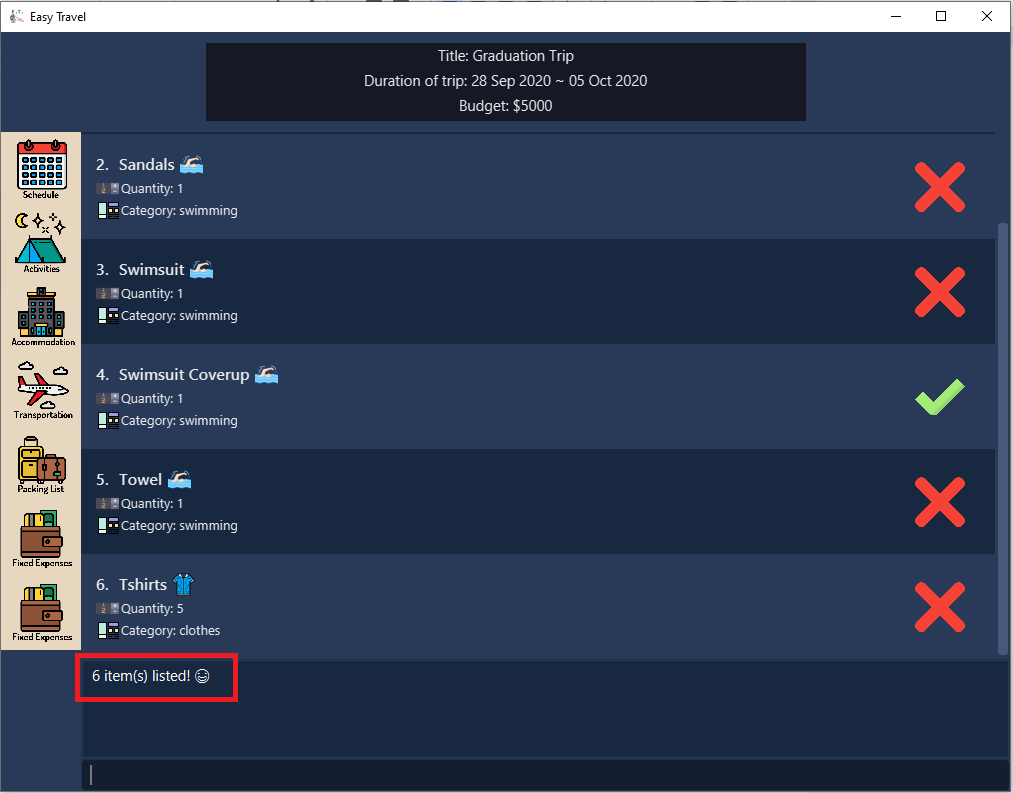 Easy Travel
Title: Graduation Trip
Duration of trip: 28 Sep 2020 ~ 05 Oct 2020
Budget: $5000
Schedule
Activities
Accommodation
Transportation
Packing List
Fixed Expenses
Fixed Expenses
2. Sandals
Quantity: 1
Category: swimming
3. Swimsuit
Quantity: 1
Category: swimming
4. Swimsuit Coverup
Quantity: 1
Category: swimming
5. Towel
Quantity: 1
Category: swimming
6. Tshirts
Quantity: 5
Category: clothes
6 item(s) listed! 😄